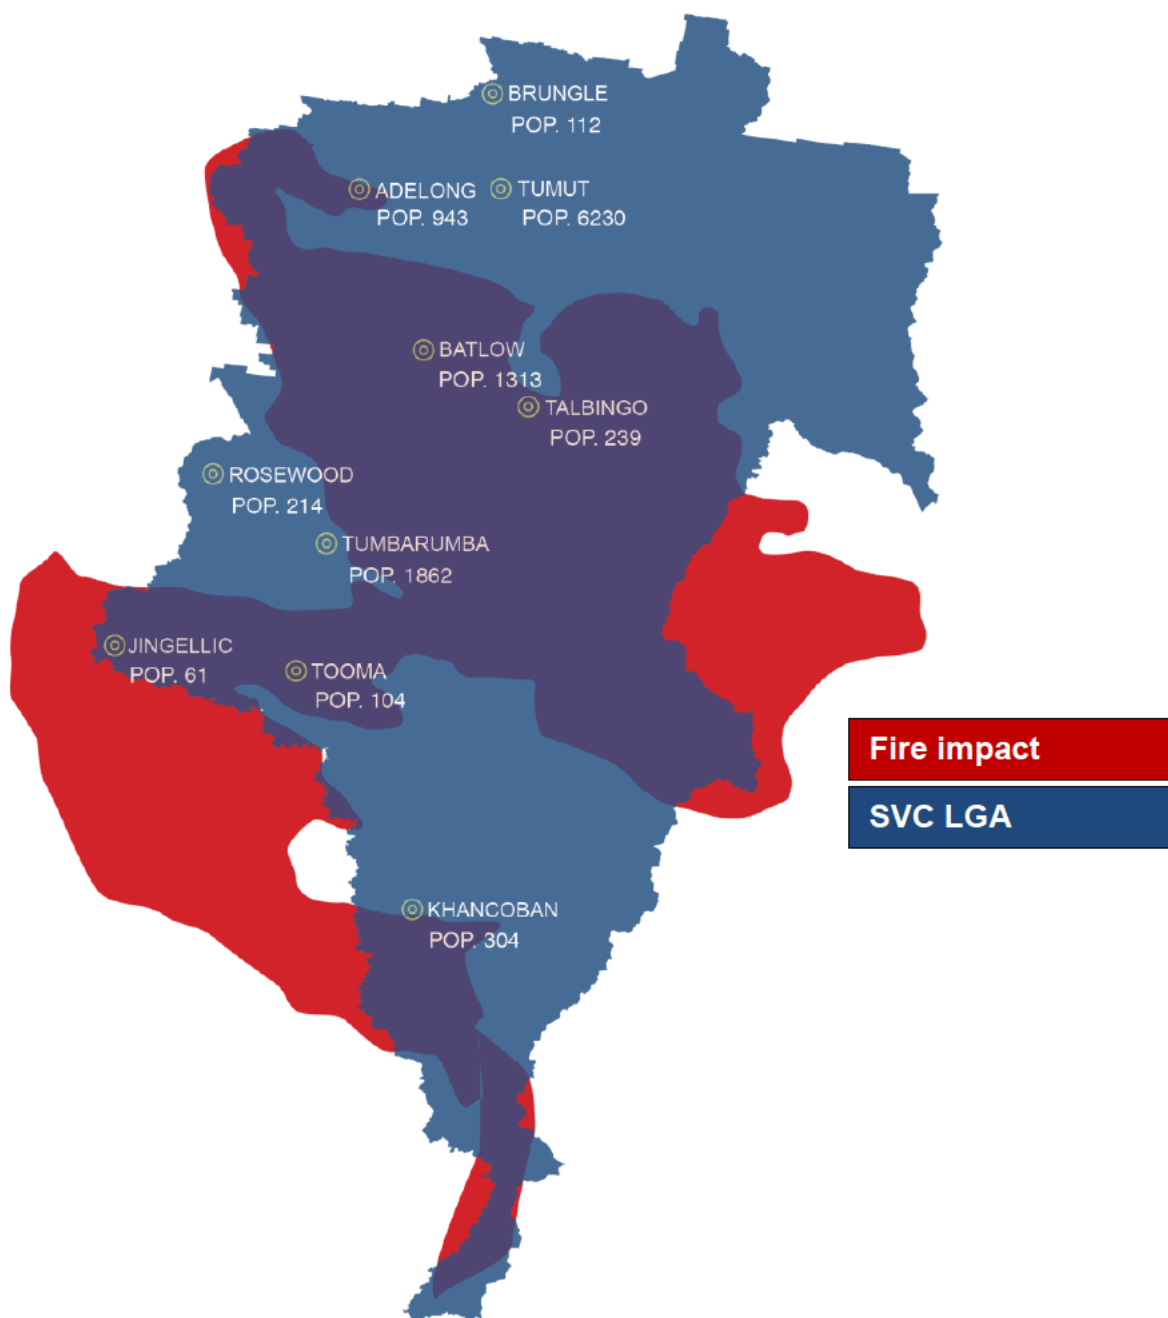 BRUNGLE
POP. 112
ADELONG
POP. 943
TUMUT
POP. 6230
BATLOW
POP. 1313
TALBINGO
POP. 239
ROSEWOOD
POP. 214
TUMBARUMBA
POP. 1862
JINGELLIC
POP. 61
TOOMA
POP. 104
Fire impact
SVC LGA
KHANCOBAN
POP. 304